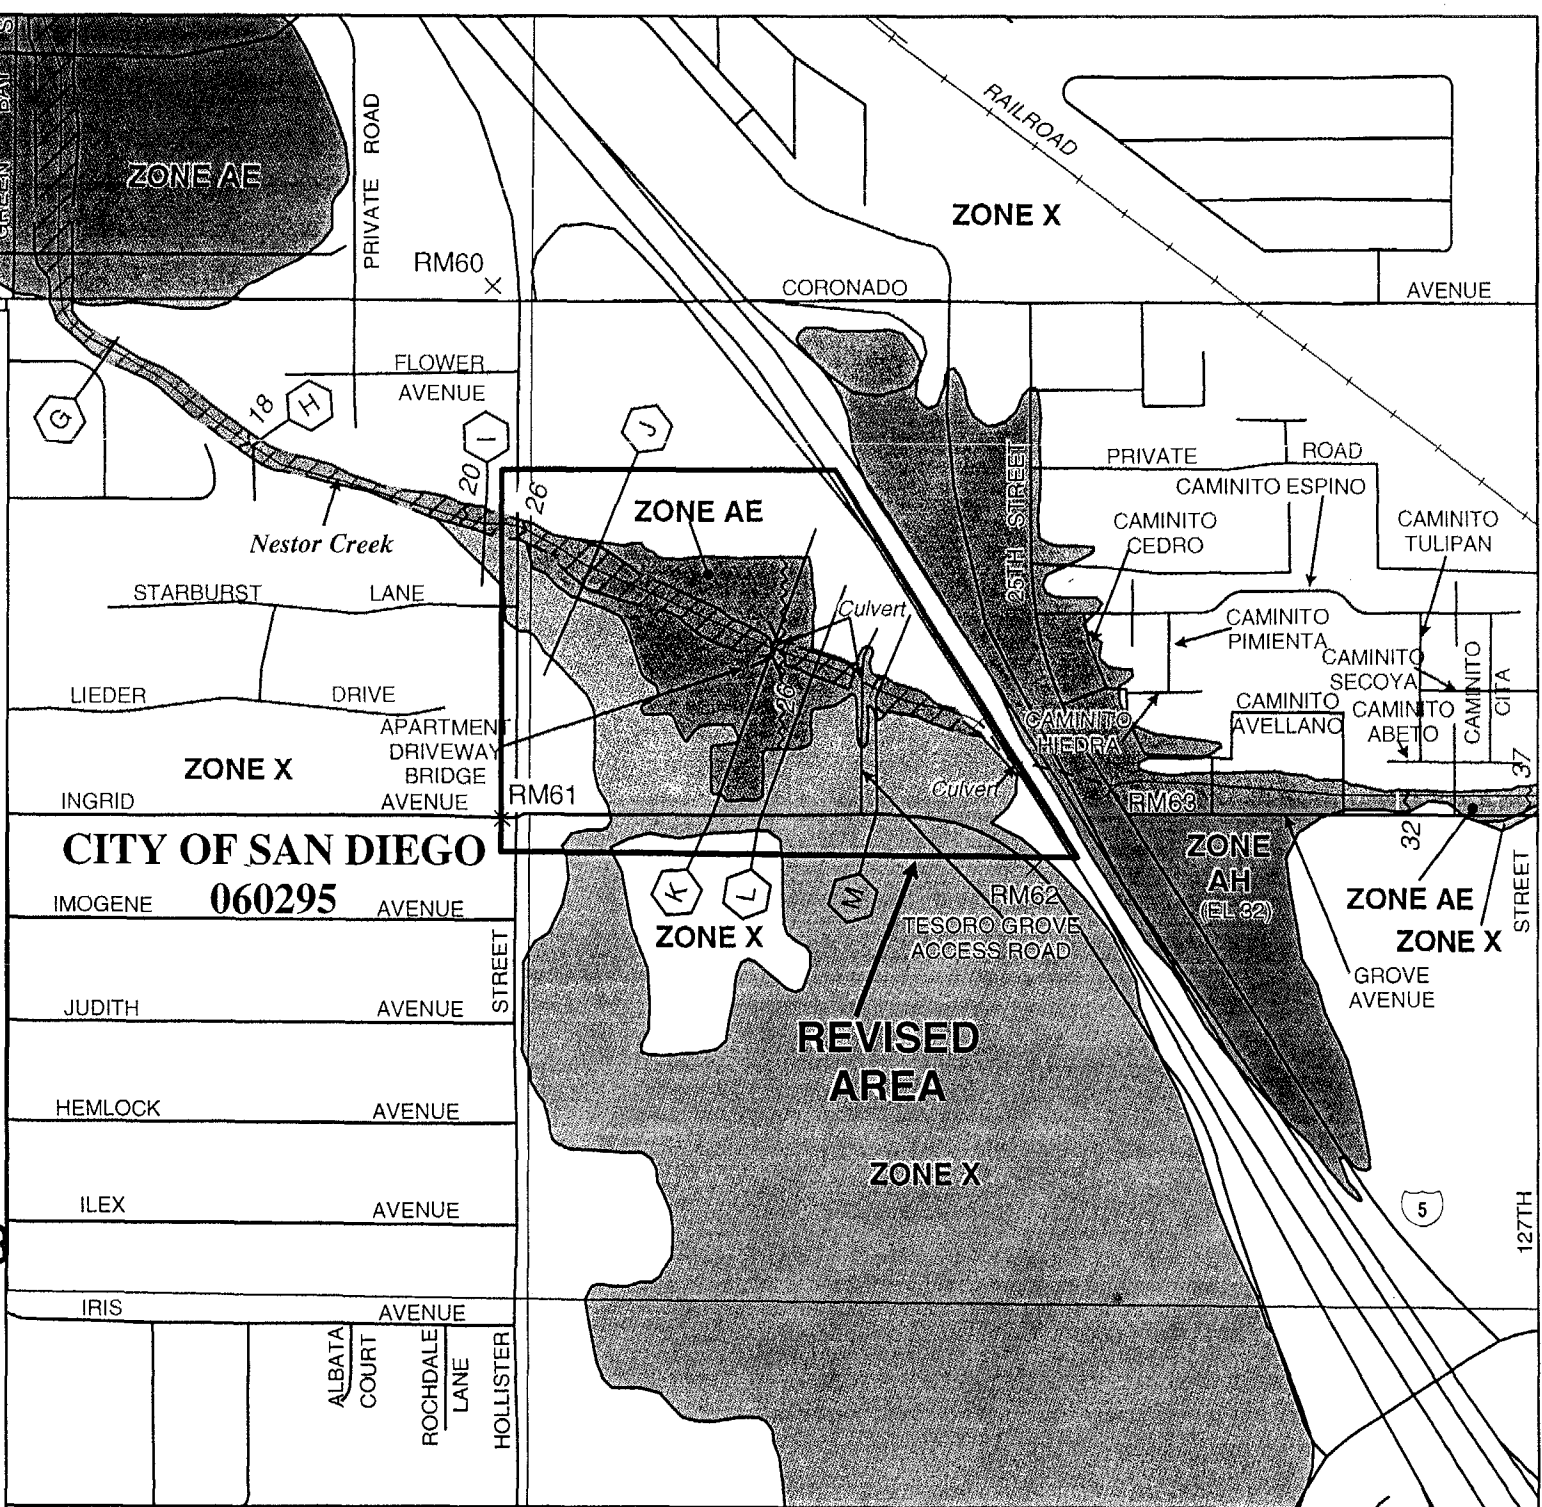 ZONE AE
PRIVATE ROAD
RM60
RAILROAD
ZONE X
CORONADO
AVENUE
FLOWER
AVENUE
G
18
H
I
20
26
J
Nestor Creek
ZONE AE
25TH STREET
PRIVATE
ROAD
CAMINITO ESPINO
CAMINITO
CEDRO
CAMINITO
TULIPAN
STARBURST
LANE
Culvert
CAMINITO
PIMIENTA
CAMINITO
SECOYA
CAMINITO
CITA
LIEDER
DRIVE
26
CAMINITO
HIEDRA
CAMINITO
AVELLANO
CAMINITO
ABETO
APARTMENT
DRIVEWAY
BRIDGE
ZONE X
Culvert
37
INGRID
AVENUE
RM61
RM63
32
CITY OF SAN DIEGO
060295
ZONE
AH
(EL 32)
ZONE AE
ZONE X
STREET
IMOGENE
AVENUE
K
L
M
RM62
ZONE X
TESORO GROVE
ACCESS ROAD
GROVE
AVENUE
STREET
JUDITH
AVENUE
REVISED
AREA
HEMLOCK
AVENUE
ZONE X
ILEX
AVENUE
5
127TH
IRIS
AVENUE
ALBATA
COURT
ROCHDALE
LANE
HOLLISTER